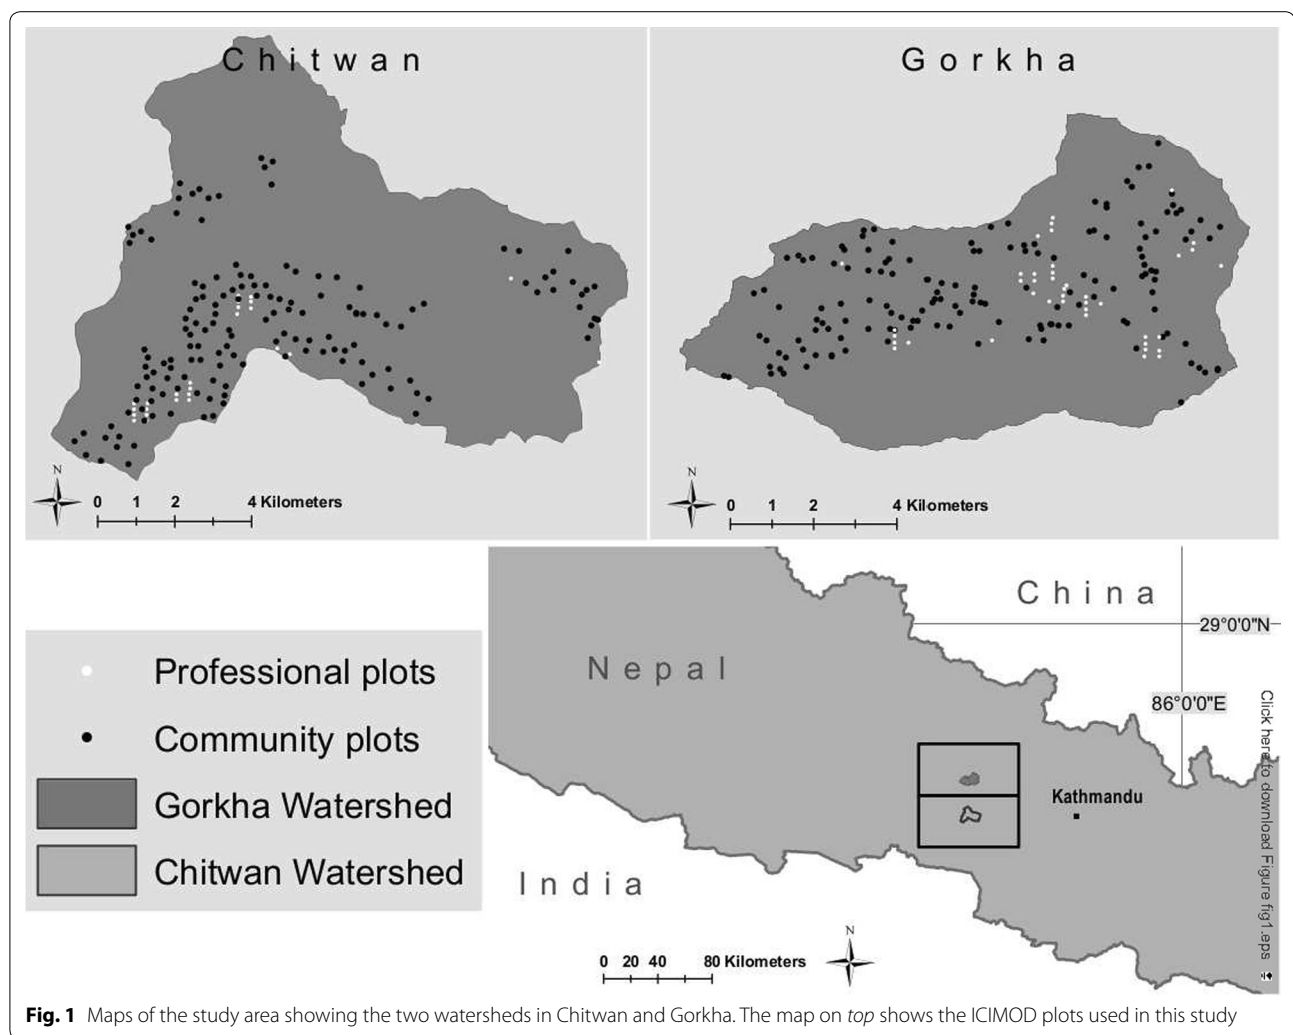 Chitwan
Gorkha
N
0 1 2 4 Kilometers
N
0 1 2 4 Kilometers
Professional plots
Community plots
Gorkha Watershed
Chitwan Watershed
China
29°0'0"N
Nepal
86°0'0"E
Kathmandu
India
N
0 20 40 80 Kilometers
Click here to download Figure fig1.eps
Fig. 1 Maps of the study area showing the two watersheds in Chitwan and Gorkha. The map on top shows the ICIMOD plots used in this study